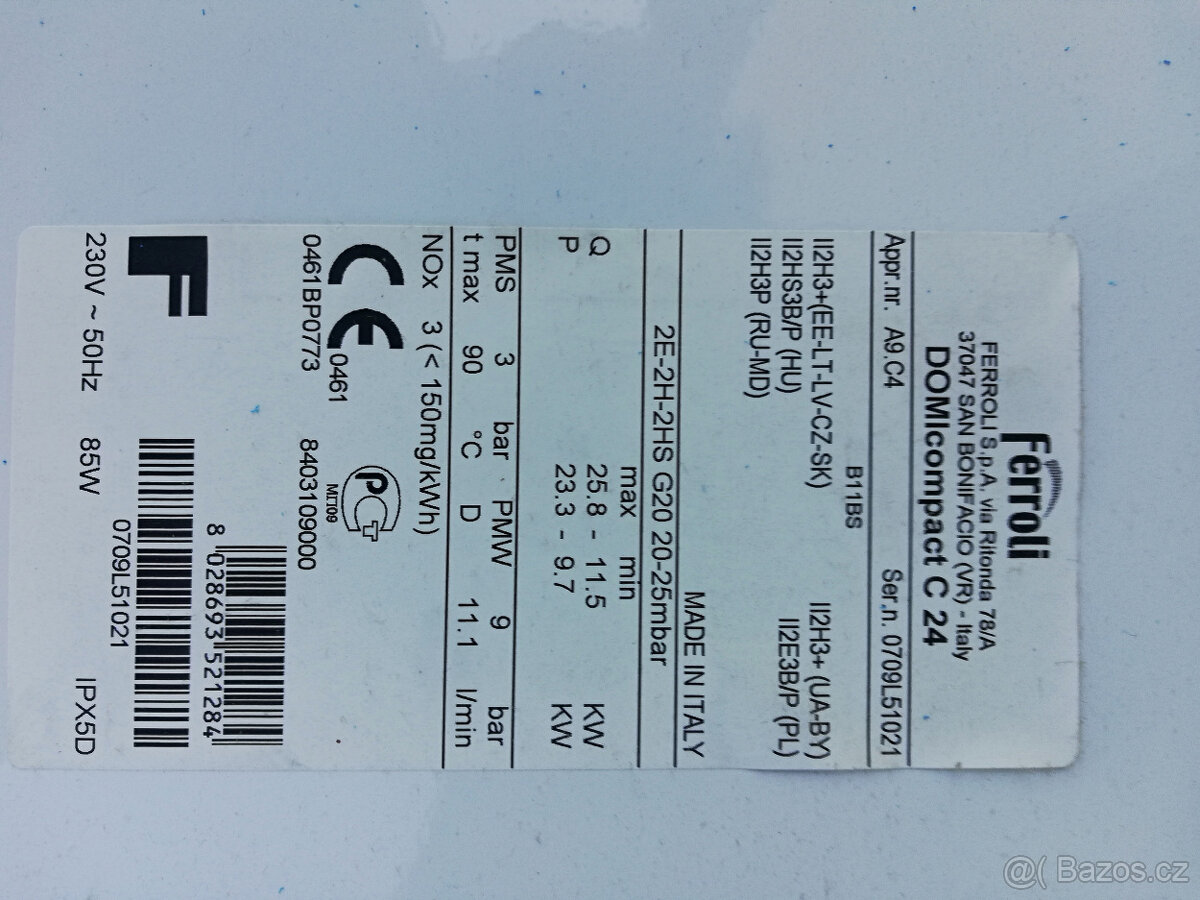 Ferroli
FERROLI S.p.A. via Ritonda 78/A
37047 SAN BONIFACIO (VR) - Italy
DOMIcompact C 24
Appr.nr. A9.C4 Ser.n. 0709L51021
B11BS
II2H3+(EE-LT-LV-CZ-SK) II2H3+ (UA-BY)
II2HS3B/P (HU) II2E3B/P (PL)
II2H3P (RU-MD)
MADE IN ITALY
2E-2H-2HS G20 20-25mbar
max min
Q 25.8 - 11.5 KW
P 23.3 - 9.7 KW
PMS 3 bar PMW 9 bar
t max 90 °C D 11.1 l/min
NOx 3 (< 150mg/kWh)
CE 0461 PCT
МП09
0461BP0773 8403109000
8 028693 521284
F
0709L51021
230V ~ 50Hz 85W IPX5D
@( Bazos.cz